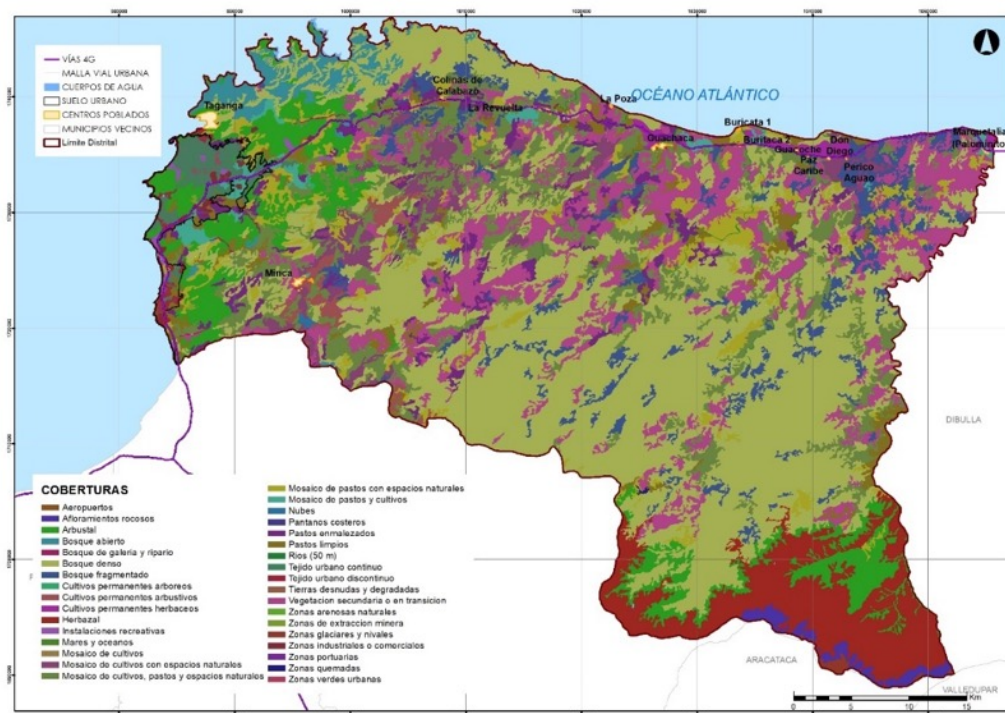 VÍAS 4G
MALLA VIAL URBANA
CUERPOS DE AGUA
SUELO URBANO
CENTROS POBLADOS
MUNICIPIOS VECINOS
Límite Distrital
Taganga
Colinas de
Calabazo
La Revuelta
La Poza
OCÉANO ATLÁNTICO
Guachaca
Buricata 1
Buritaca 2
Guacoche
Paz
Caribe
Don
Diego
Perico
Aguao
Marquetalia
(Palomino)
Minca
DIBULLA
ARACATACA
VALLEDUPAR
COBERTURAS
Aeropuertos
Afloramientos rocosos
Arbustal
Bosque abierto
Bosque de galeria y ripario
Bosque denso
Bosque fragmentado
Cultivos permanentes arboreos
Cultivos permanentes arbustivos
Cultivos permanentes herbaceos
Herbazal
Instalaciones recreativas
Mares y oceanos
Mosaico de cultivos
Mosaico de cultivos con espacios naturales
Mosaico de cultivos, pastos y espacios naturales
Mosaico de pastos con espacios naturales
Mosaico de pastos y cultivos
Nubes
Pantanos costeros
Pastos enmalezados
Pastos limpios
Rios (50 m)
Tejido urbano continuo
Tejido urbano discontinuo
Tierras desnudas y degradadas
Vegetacion secundaria o en transicion
Zonas arenosas naturales
Zonas de extraccion minera
Zonas glaciares y nivales
Zonas industriales o comerciales
Zonas portuarias
Zonas quemadas
Zonas verdes urbanas
Km
0 5 10 15